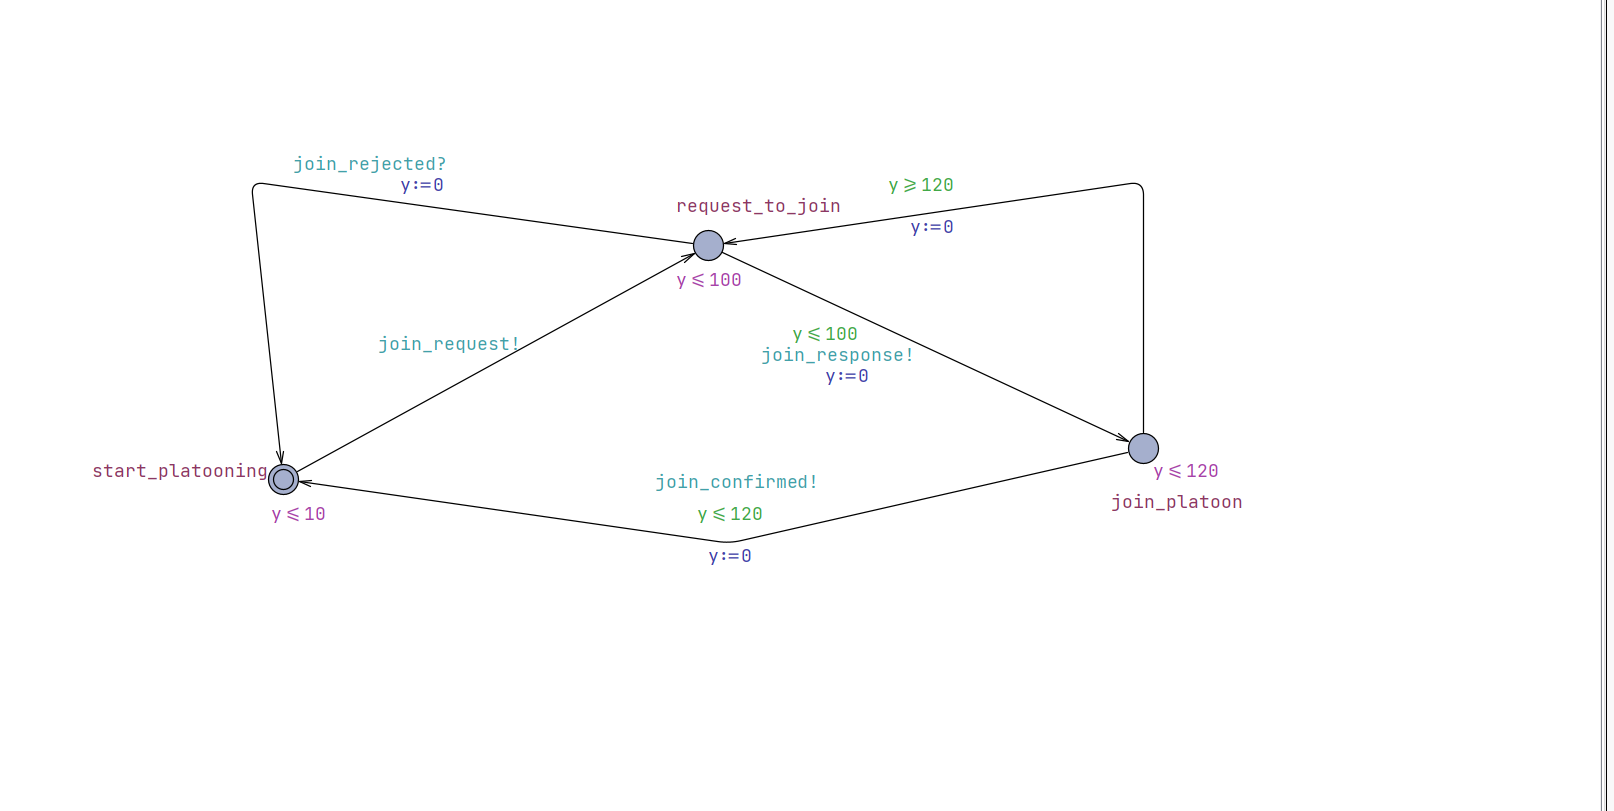 join_rejected?
y:=0
y≥120
request_to_join
y:=0
y≤100
y≤100
join_request!
join_response!
y:=0
start_platooning
join_confirmed!
y≤120
join_platoon
y≤10
y≤120
y:=0